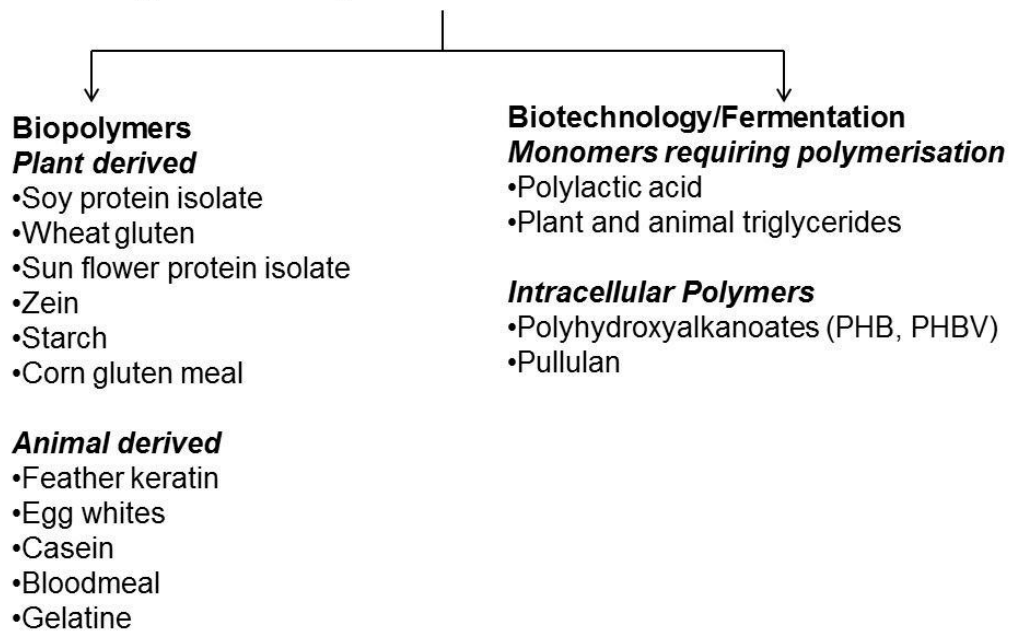 Biopolymers
Plant derived
•Soy protein isolate
•Wheat gluten
•Sun flower protein isolate
•Zein
•Starch
•Corn gluten meal
Animal derived
•Feather keratin
•Egg whites
•Casein
•Bloodmeal
•Gelatine
Biotechnology/Fermentation
Monomers requiring polymerisation
•Polylactic acid
•Plant and animal triglycerides
Intracellular Polymers
•Polyhydroxyalkanoates (PHB, PHBV)
•Pullulan